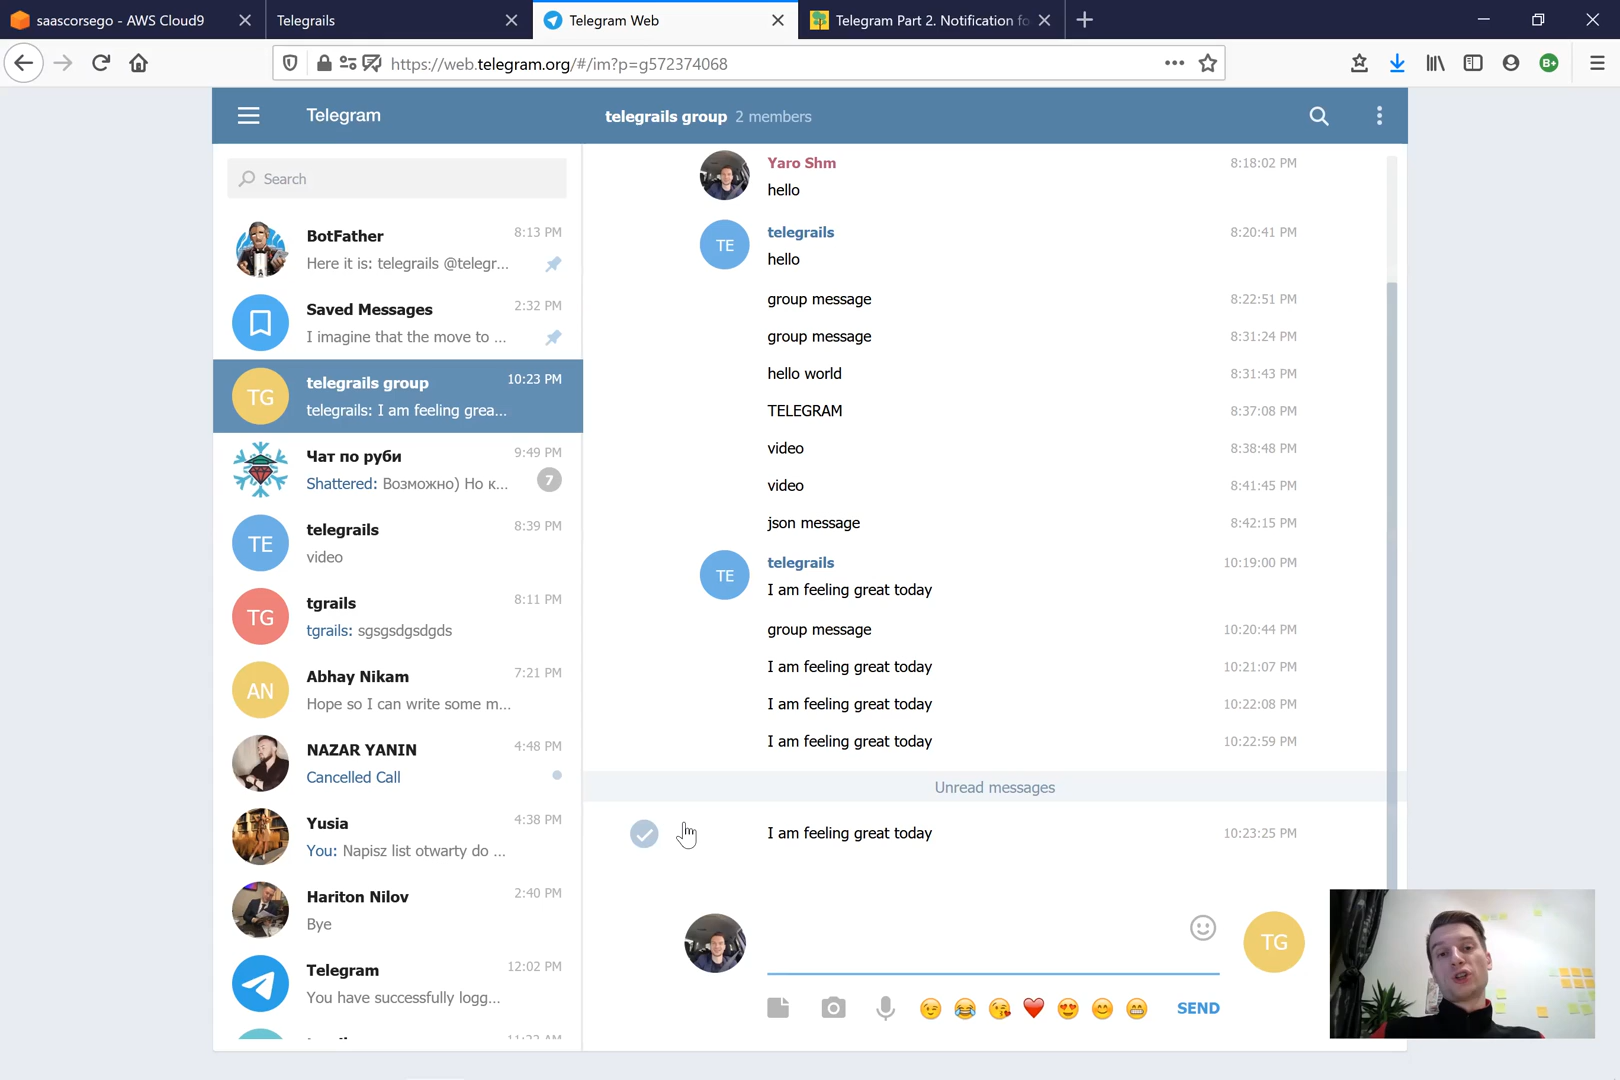 saascorsego - AWS Cloud9
Telegrails
Telegram Web
Telegram Part 2. Notification fo
https://web.telegram.org/#/im?p=g572374068
B+
Telegram
telegrails group 2 members
Search
BotFather 8:13 PM
Here it is: telegrails @telegr...
Saved Messages 2:32 PM
I imagine that the move to ...
TG
telegrails group 10:23 PM
telegrails: I am feeling grea...
Чат по руби 9:49 PM
Shattered: Возможно) Но к... 7
TE
telegrails 8:39 PM
video
TG
tgrails 8:11 PM
tgrails: sgsgsdgsdgds
AN
Abhay Nikam 7:21 PM
Hope so I can write some m...
NAZAR YANIN 4:48 PM
Cancelled Call
Yusia 4:38 PM
You: Napisz list otwarty do ...
Hariton Nilov 2:40 PM
Bye
Telegram 12:02 PM
You have successfully logg...
Yaro Shm 8:18:02 PM
hello
TE
telegrails 8:20:41 PM
hello
group message 8:22:51 PM
group message 8:31:24 PM
hello world 8:31:43 PM
TELEGRAM 8:37:08 PM
video 8:38:48 PM
video 8:41:45 PM
json message 8:42:15 PM
TE
telegrails 10:19:00 PM
I am feeling great today
group message 10:20:44 PM
I am feeling great today 10:21:07 PM
I am feeling great today 10:22:08 PM
I am feeling great today 10:22:59 PM
Unread messages
I am feeling great today 10:23:25 PM
TG
SEND